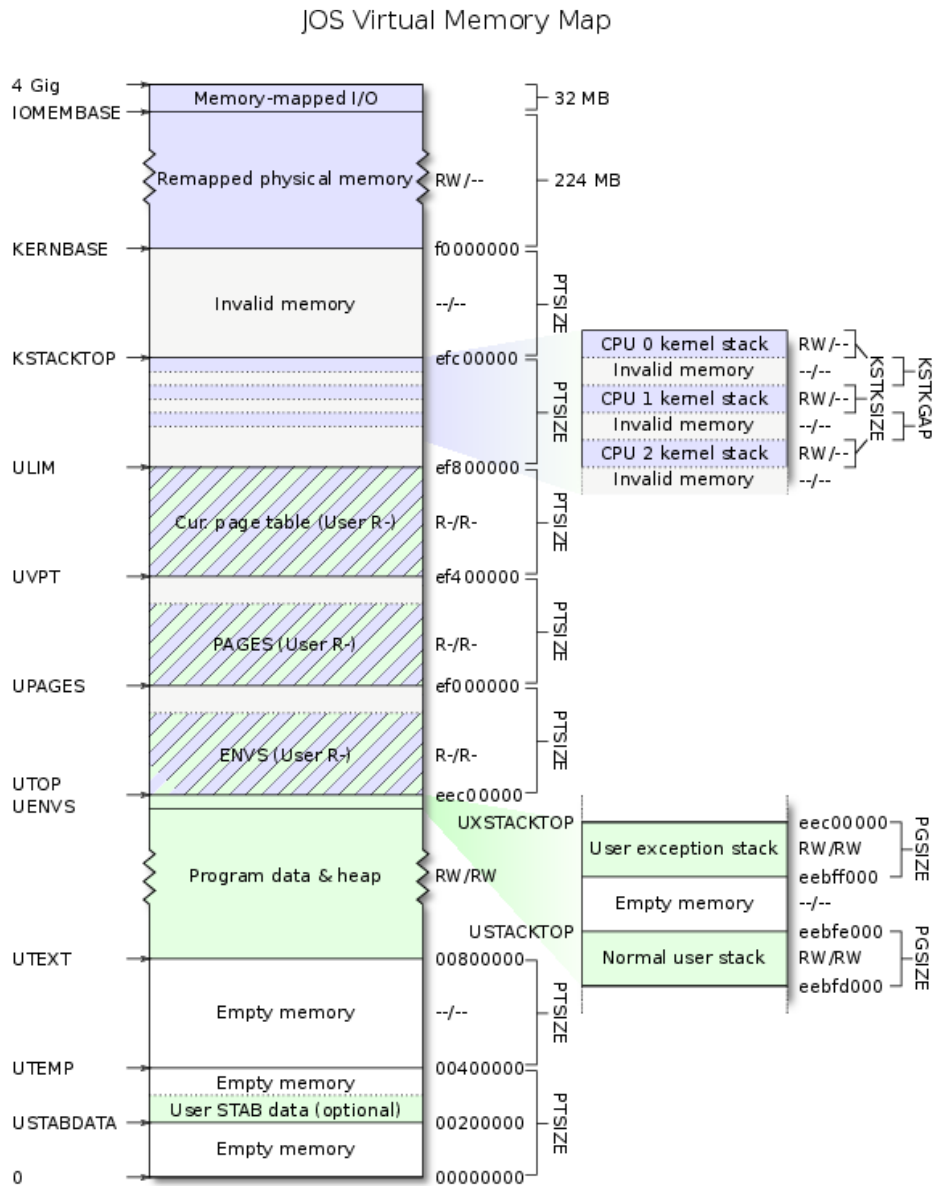 JOS Virtual Memory Map
4 Gig
Memory-mapped I/O
32 MB
IOMEMBASE
Remapped physical memory
RW/--
224 MB
KERNBASE
f0000000
Invalid memory
--/--
PTSIZE
KSTACKTOP
efc00000
PTSIZE
CPU 0 kernel stack
RW/--
Invalid memory
--/--
CPU 1 kernel stack
RW/--
Invalid memory
--/--
CPU 2 kernel stack
RW/--
Invalid memory
--/--
KSTKSIZE
KSTKGAP
ULIM
ef800000
Cur. page table (User R-)
R-/R-
PTSIZE
UVPT
ef400000
PAGES (User R-)
R-/R-
PTSIZE
UPAGES
ef000000
ENVS (User R-)
R-/R-
PTSIZE
UTOP
UENVS
eec00000
UXSTACKTOP
eec00000
User exception stack
RW/RW
PGSIZE
eebff000
Empty memory
--/--
USTACKTOP
eebfe000
Normal user stack
RW/RW
PGSIZE
eebfd000
Program data & heap
RW/RW
UTEXT
00800000
Empty memory
--/--
PTSIZE
UTEMP
00400000
Empty memory
User STAB data (optional)
PTSIZE
USTABDATA
00200000
Empty memory
0
00000000